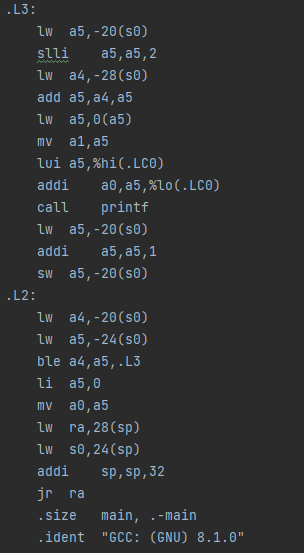 .L3:
lw a5,-20(s0)
slli a5,a5,2
lw a4,-28(s0)
add a5,a4,a5
lw a5,0(a5)
mv a1,a5
lui a5,%hi(.LC0)
addi a0,a5,%lo(.LC0)
call printf
lw a5,-20(s0)
addi a5,a5,1
sw a5,-20(s0)
.L2:
lw a4,-20(s0)
lw a5,-24(s0)
ble a4,a5,.L3
li a5,0
mv a0,a5
lw ra,28(sp)
lw s0,24(sp)
addi sp,sp,32
jr ra
.size main, .-main
.ident "GCC: (GNU) 8.1.0"